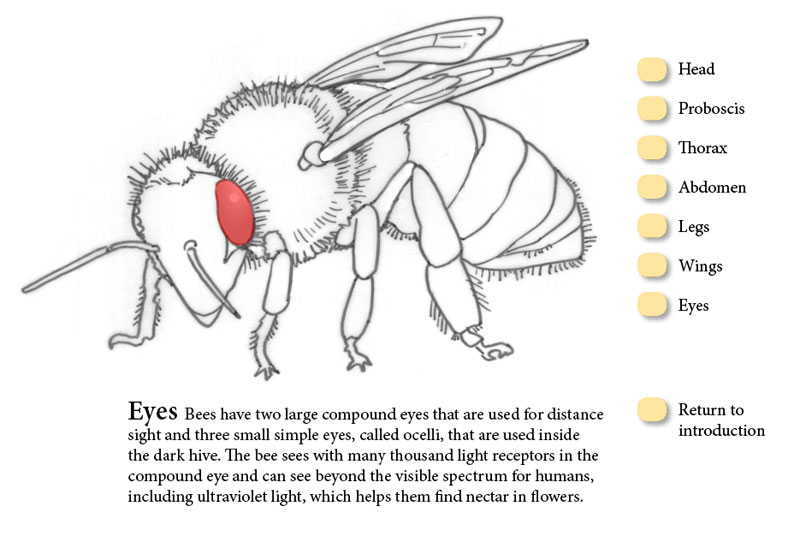 Head
Proboscis
Thorax
Abdomen
Legs
Wings
Eyes
Return to
introduction
Eyes Bees have two large compound eyes that are used for distance
sight and three small simple eyes, called ocelli, that are used inside
the dark hive. The bee sees with many thousand light receptors in the
compound eye and can see beyond the visible spectrum for humans,
including ultraviolet light, which helps them find nectar in flowers.